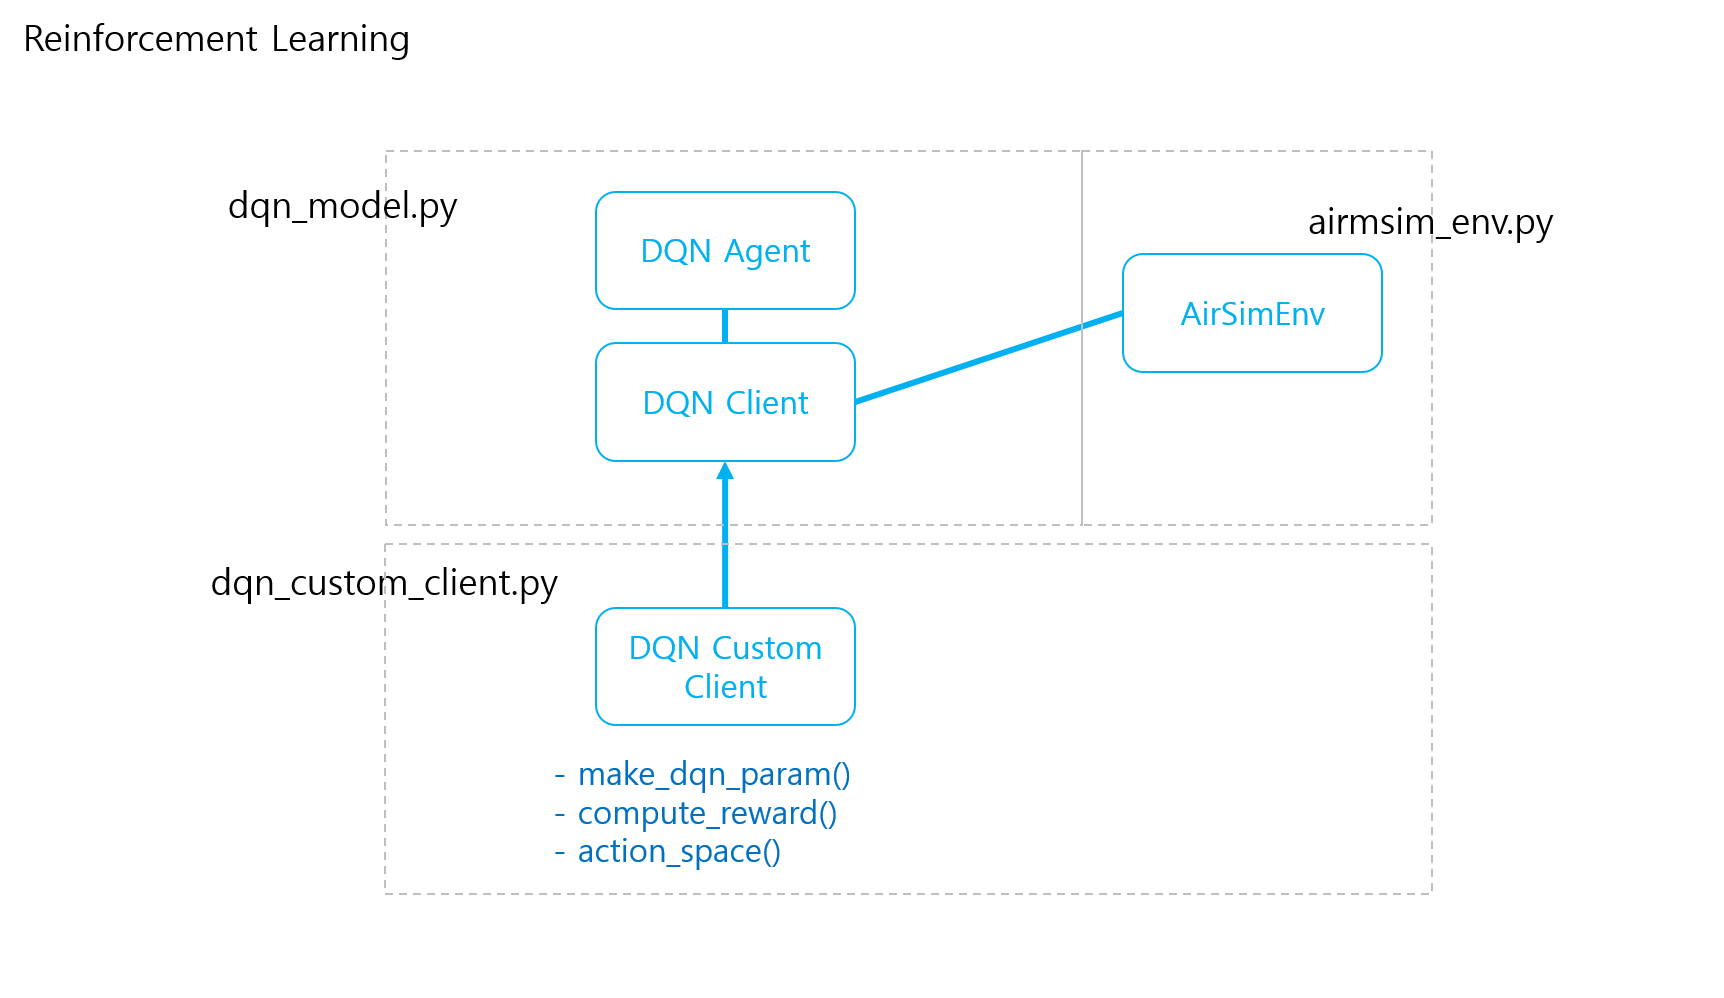 Reinforcement Learning
dqn_model.py
DQN Agent
airmsim_env.py
AirSimEnv
DQN Client
dqn_custom_client.py
DQN Custom
Client
- make_dqn_param()
- compute_reward()
- action_space()